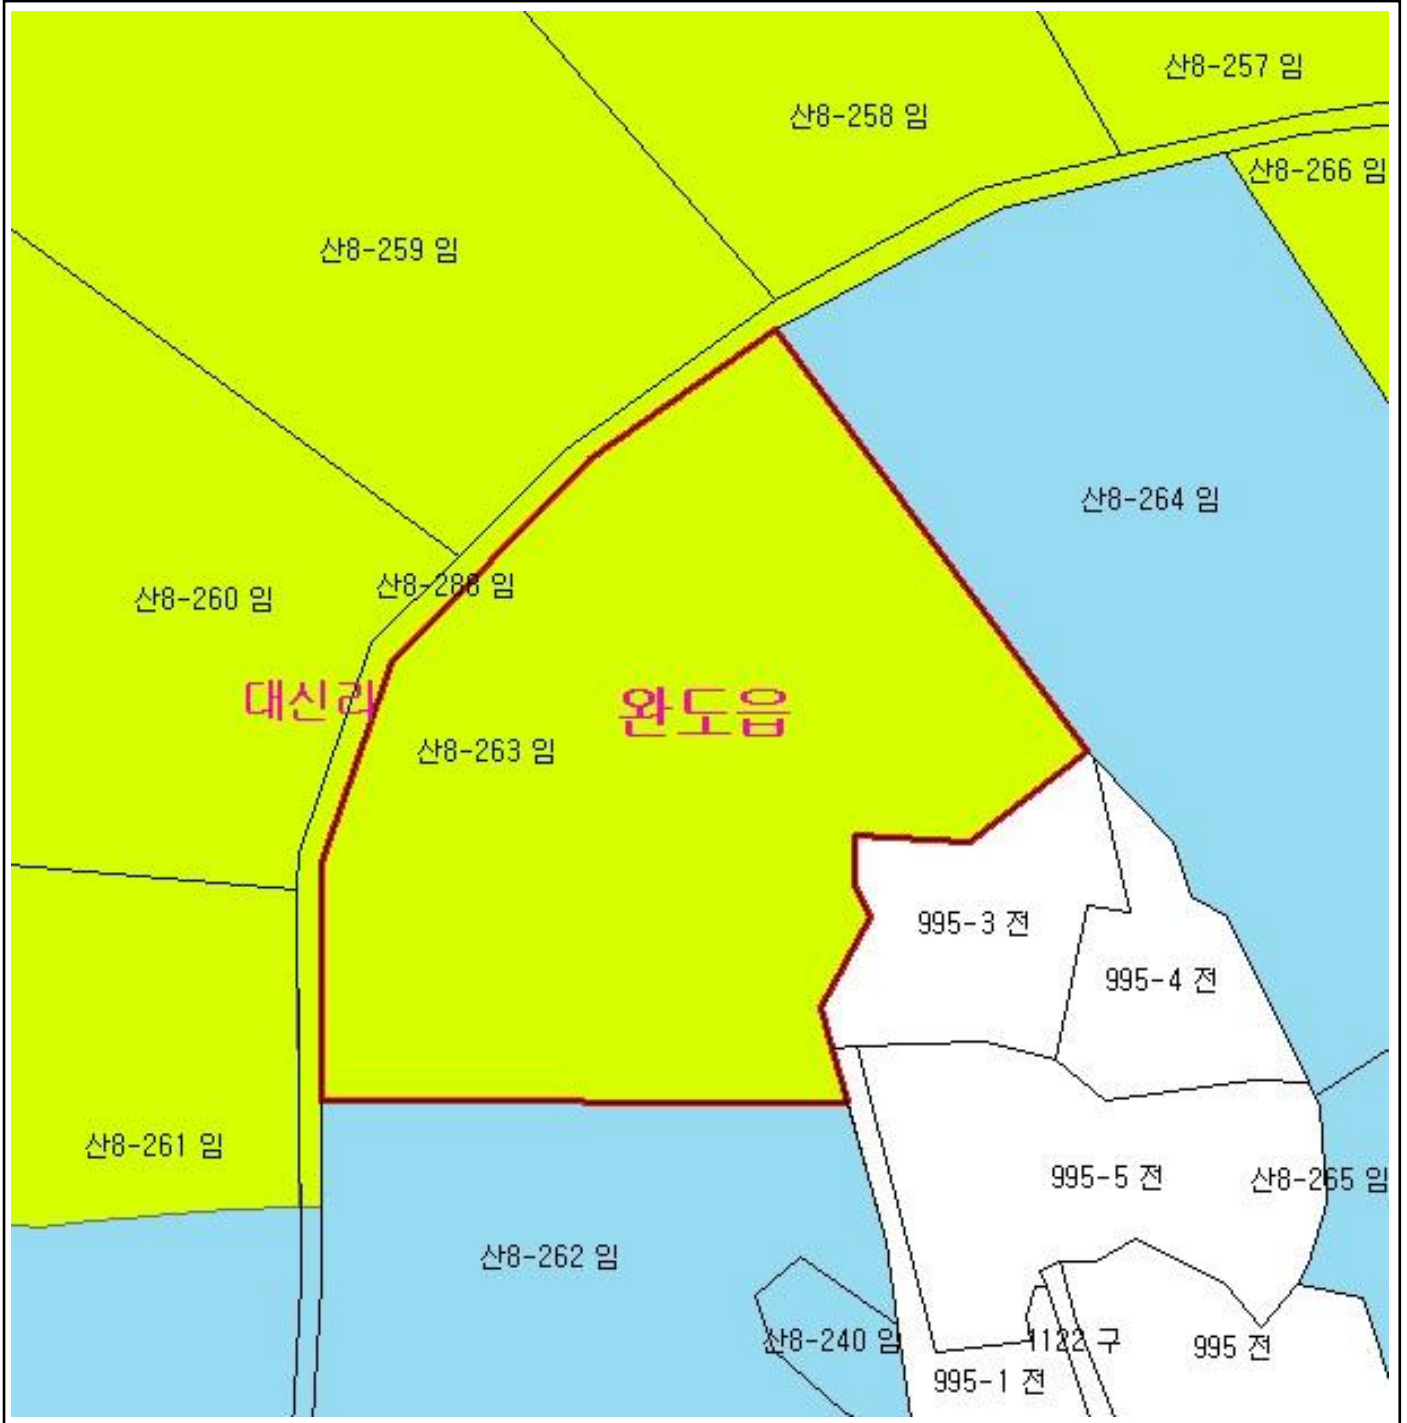 산8-257 임
산8-258 임
산8-266 임
산8-259 임
산8-264 임
산8-288 임
산8-260 임
대신리
완도읍
산8-263 임
995-3 전
995-4 전
산8-261 임
995-5 전
산8-265 임
산8-262 임
산8-240 임
1122 구
995 전
995-1 전